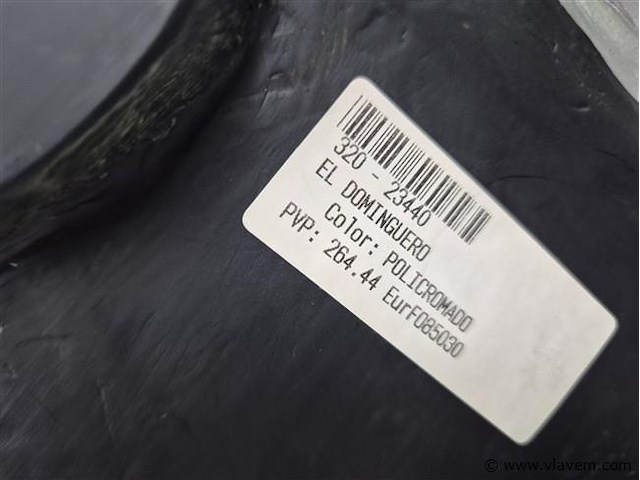 320 - 23440
EL DOMINGUERO
Color: POLICROMADO
PVP: 264.44 EurF085030
© www.vlavem.com